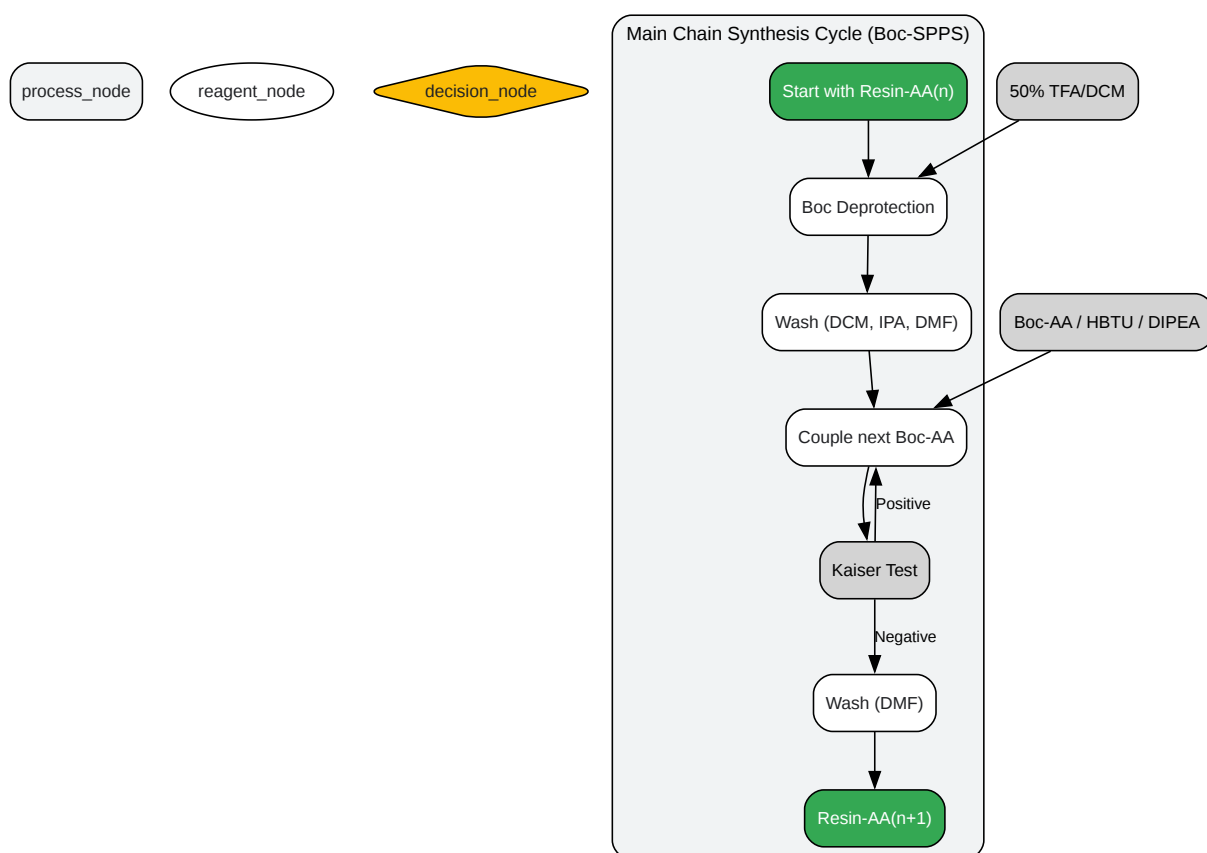 Main Chain Synthesis Cycle (Boc-SPPS)
process_node
reagent_node
decision_node
Start with Resin-AA(n)
50% TFA/DCM
Boc Deprotection
Wash (DCM, IPA, DMF)
Boc-AA / HBTU / DIPEA
Couple next Boc-AA
Positive
Kaiser Test
Negative
Wash (DMF)
Resin-AA(n+1)